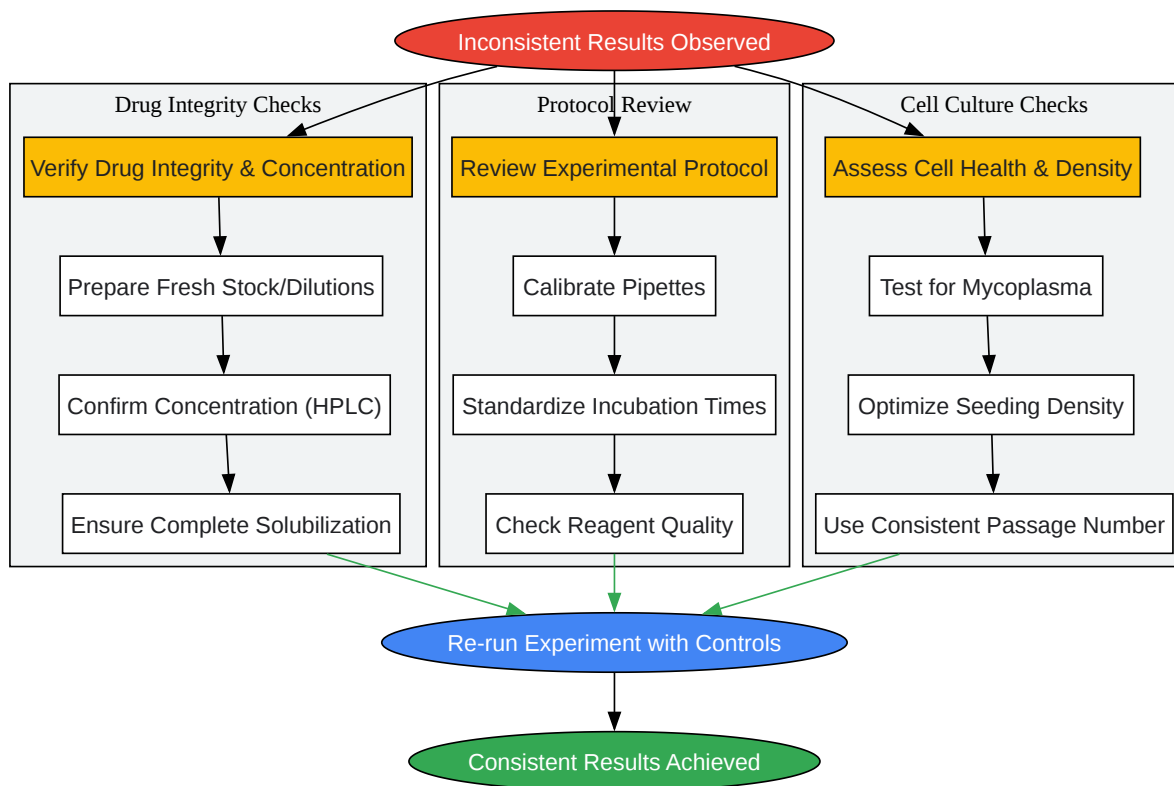 Inconsistent Results Observed
Drug Integrity Checks
Verify Drug Integrity & Concentration
Prepare Fresh Stock/Dilutions
Confirm Concentration (HPLC)
Ensure Complete Solubilization
Protocol Review
Review Experimental Protocol
Calibrate Pipettes
Standardize Incubation Times
Check Reagent Quality
Cell Culture Checks
Assess Cell Health & Density
Test for Mycoplasma
Optimize Seeding Density
Use Consistent Passage Number
Re-run Experiment with Controls
Consistent Results Achieved